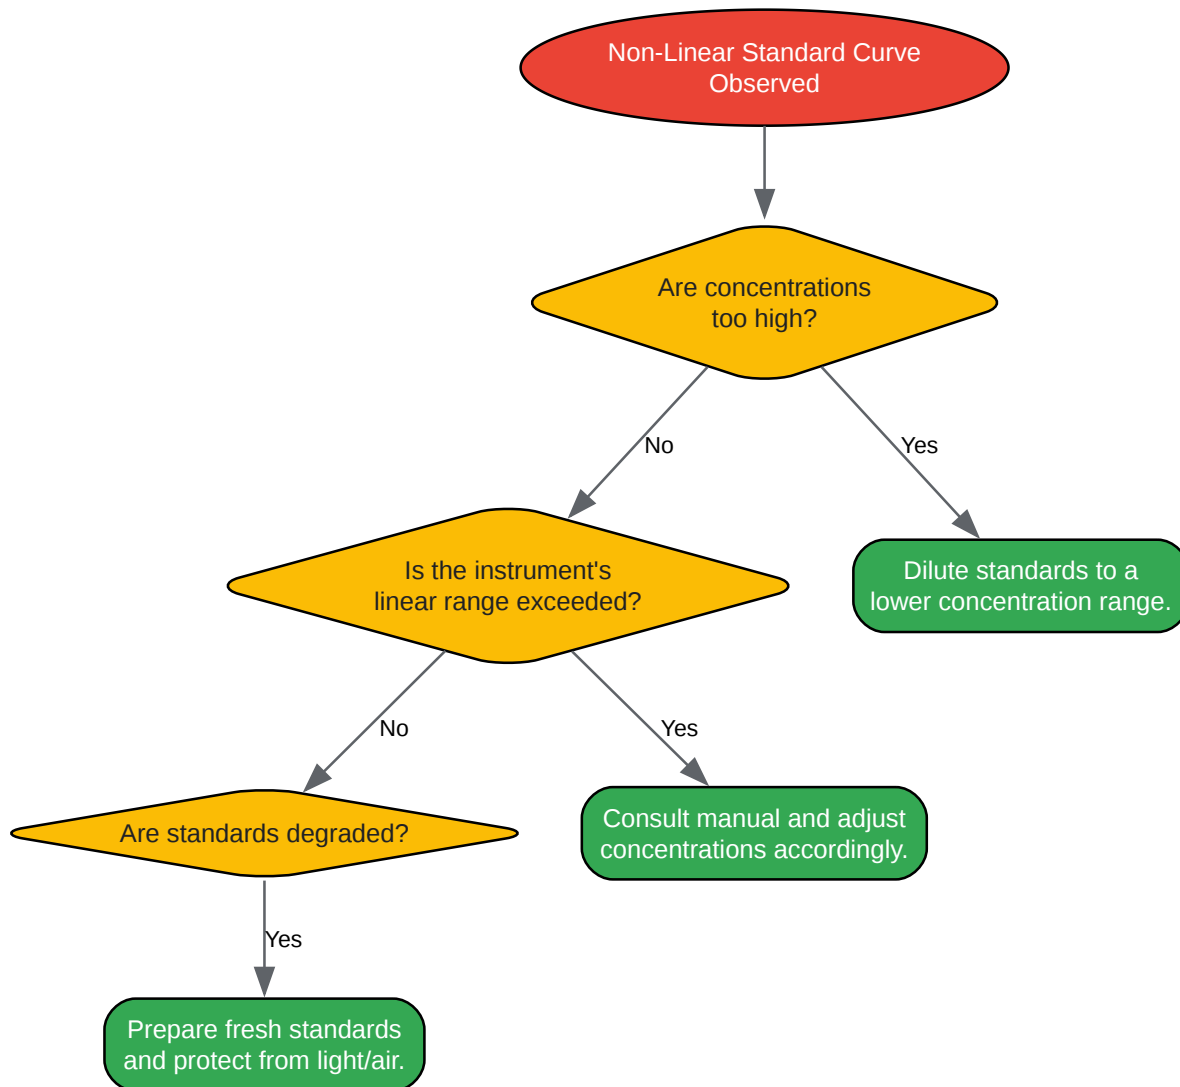 Non-Linear Standard Curve
Observed
Are concentrations
too high?
No
Yes
Is the instrument's
linear range exceeded?
Dilute standards to a
lower concentration range.
No
Yes
Are standards degraded?
Consult manual and adjust
concentrations accordingly.
Yes
Prepare fresh standards
and protect from light/air.